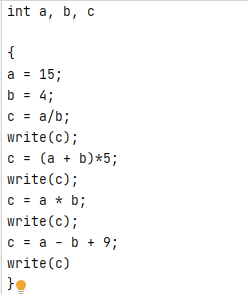 int a, b, c
{
a = 15;
b = 4;
c = a/b;
write(c);
c = (a + b)*5;
write(c);
c = a * b;
write(c);
c = a - b + 9;
write(c)
}